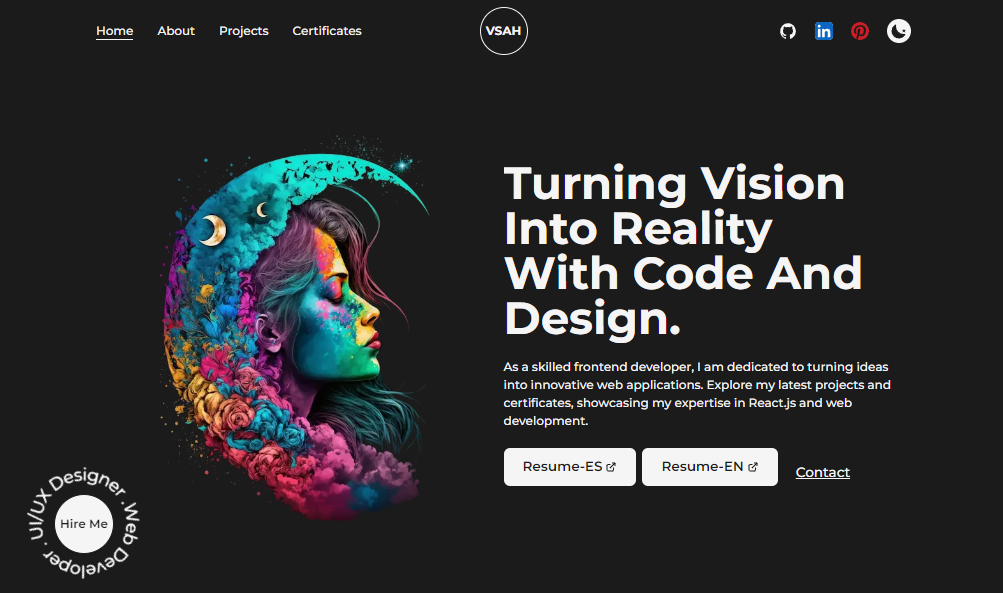 Home About Projects Certificates VSAH
Turning Vision
Into Reality
With Code And
Design.
As a skilled frontend developer, I am dedicated to turning ideas
into innovative web applications. Explore my latest projects and
certificates, showcasing my expertise in React.js and web
development.
Resume-ES Resume-EN Contact
UI/UX Designer . Web Developer .
Hire Me